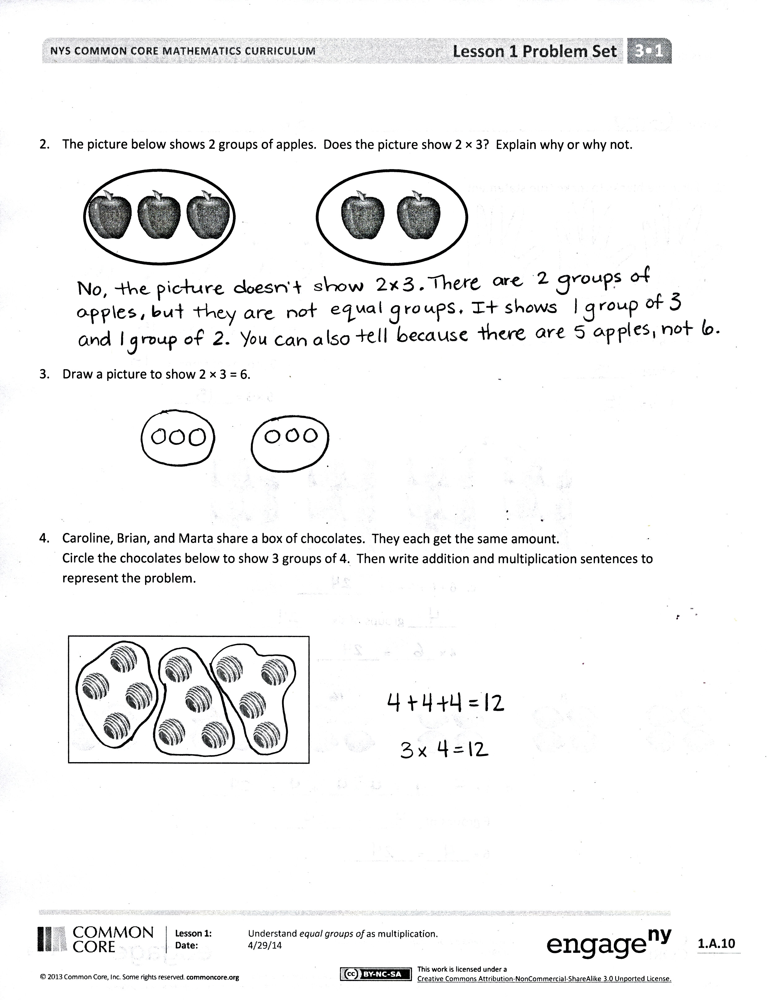 NYS COMMON CORE MATHEMATICS CURRICULUM Lesson 1 Problem Set 3•1
2. The picture below shows 2 groups of apples. Does the picture show 2 × 3? Explain why or why not.
No, the picture doesn't show 2x3. There are 2 groups of
apples, but they are not equal groups. It shows 1 group of 3
and 1 group of 2. You can also tell because there are 5 apples, not 6.
3. Draw a picture to show 2 × 3 = 6.
4. Caroline, Brian, and Marta share a box of chocolates. They each get the same amount.
Circle the chocolates below to show 3 groups of 4. Then write addition and multiplication sentences to
represent the problem.
4+4+4=12
3 x 4=12
COMMON
CORE
Lesson 1: Understand equal groups of as multiplication.
Date: 4/29/14
engage ny
1.A.10
© 2013 Common Core, Inc. Some rights reserved. commoncore.org
cc BY-NC-SA
This work is licensed under a
Creative Commons Attribution-NonCommercial-ShareAlike 3.0 Unported License.